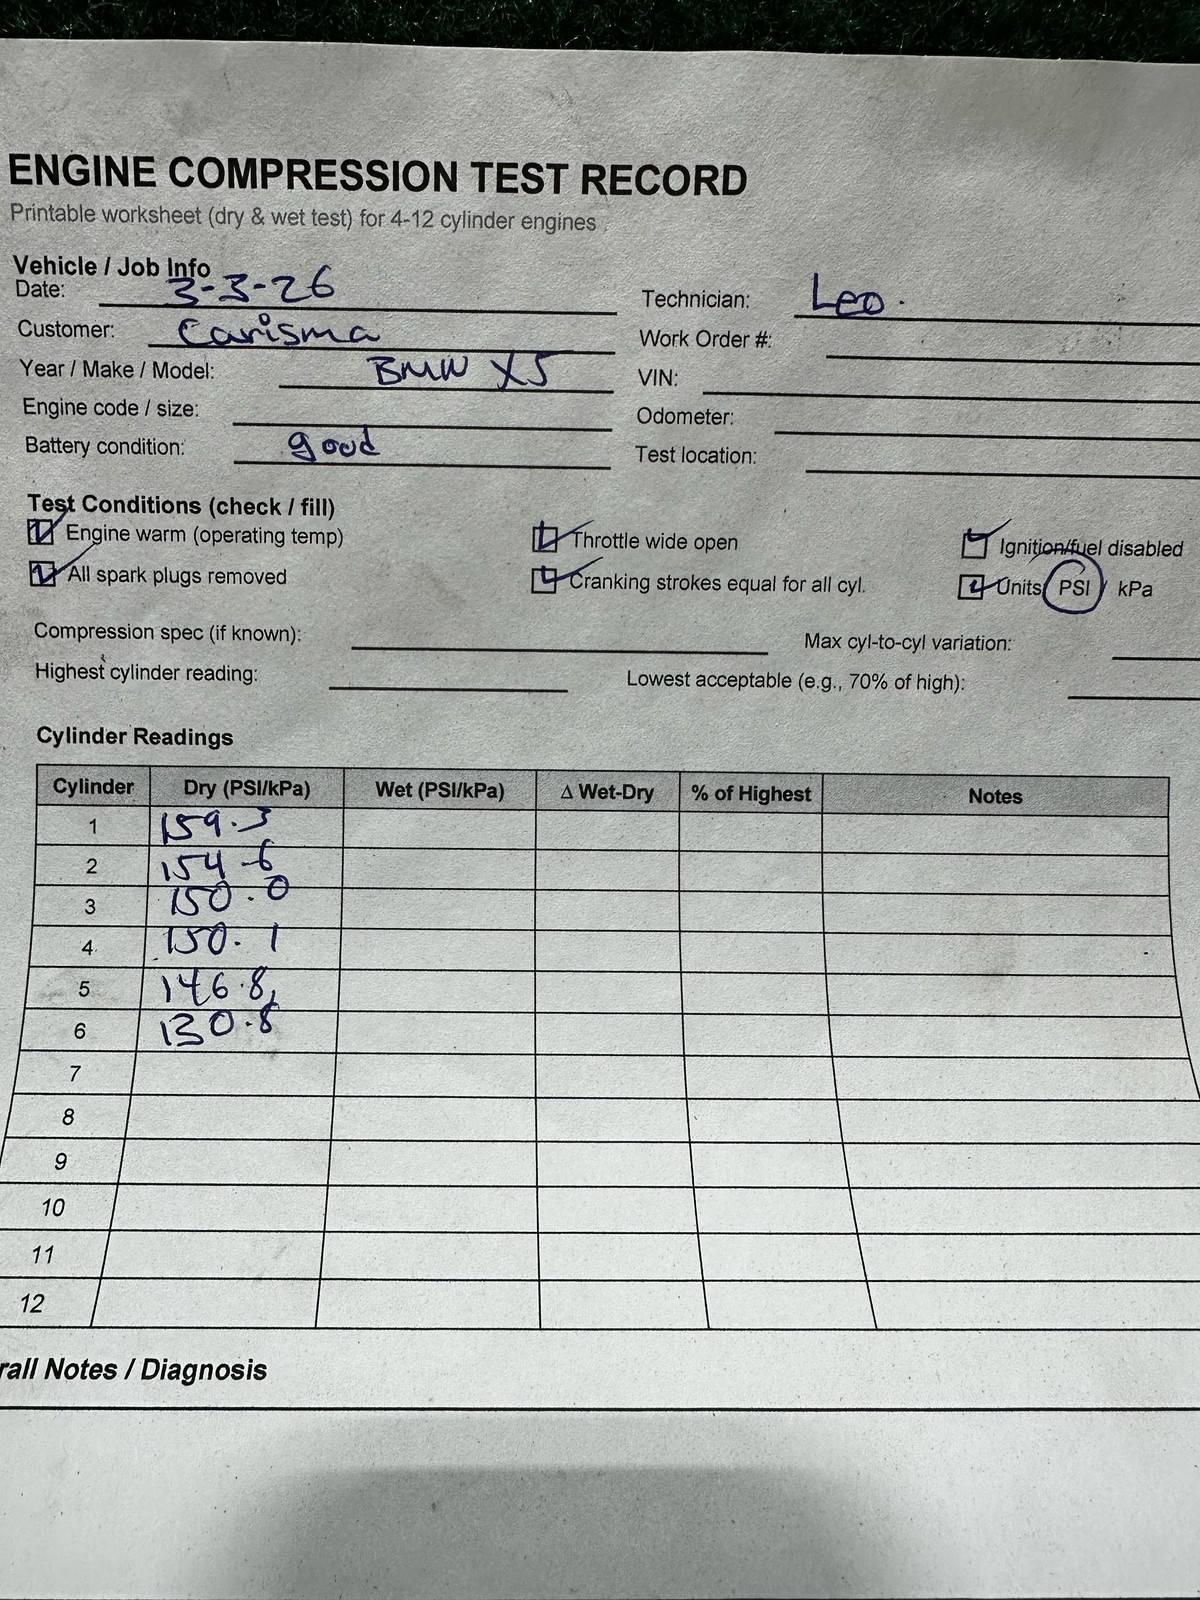 ENGINE COMPRESSION TEST RECORD
Printable worksheet (dry & wet test) for 4-12 cylinder engines
Vehicle / Job Info
Date: 3-3-26
Technician: Leo.
Customer: Carisma
Work Order #:
Year / Make / Model: BMW X5
VIN:
Engine code / size:
Odometer:
Battery condition: good
Test location:
Test Conditions (check / fill)
Engine warm (operating temp) Throttle wide open Ignition/fuel disabled
All spark plugs removed Cranking strokes equal for all cyl. Units PSI / kPa
Compression spec (if known): Max cyl-to-cyl variation:
Highest cylinder reading: Lowest acceptable (e.g., 70% of high):
Cylinder Readings
Cylinder Dry (PSI/kPa) Wet (PSI/kPa) Δ Wet-Dry % of Highest Notes
1 159.3
2 154-6
3 150.0
4 150.1
5 146.8
6 130.8
7
8
9
10
11
12
rall Notes / Diagnosis